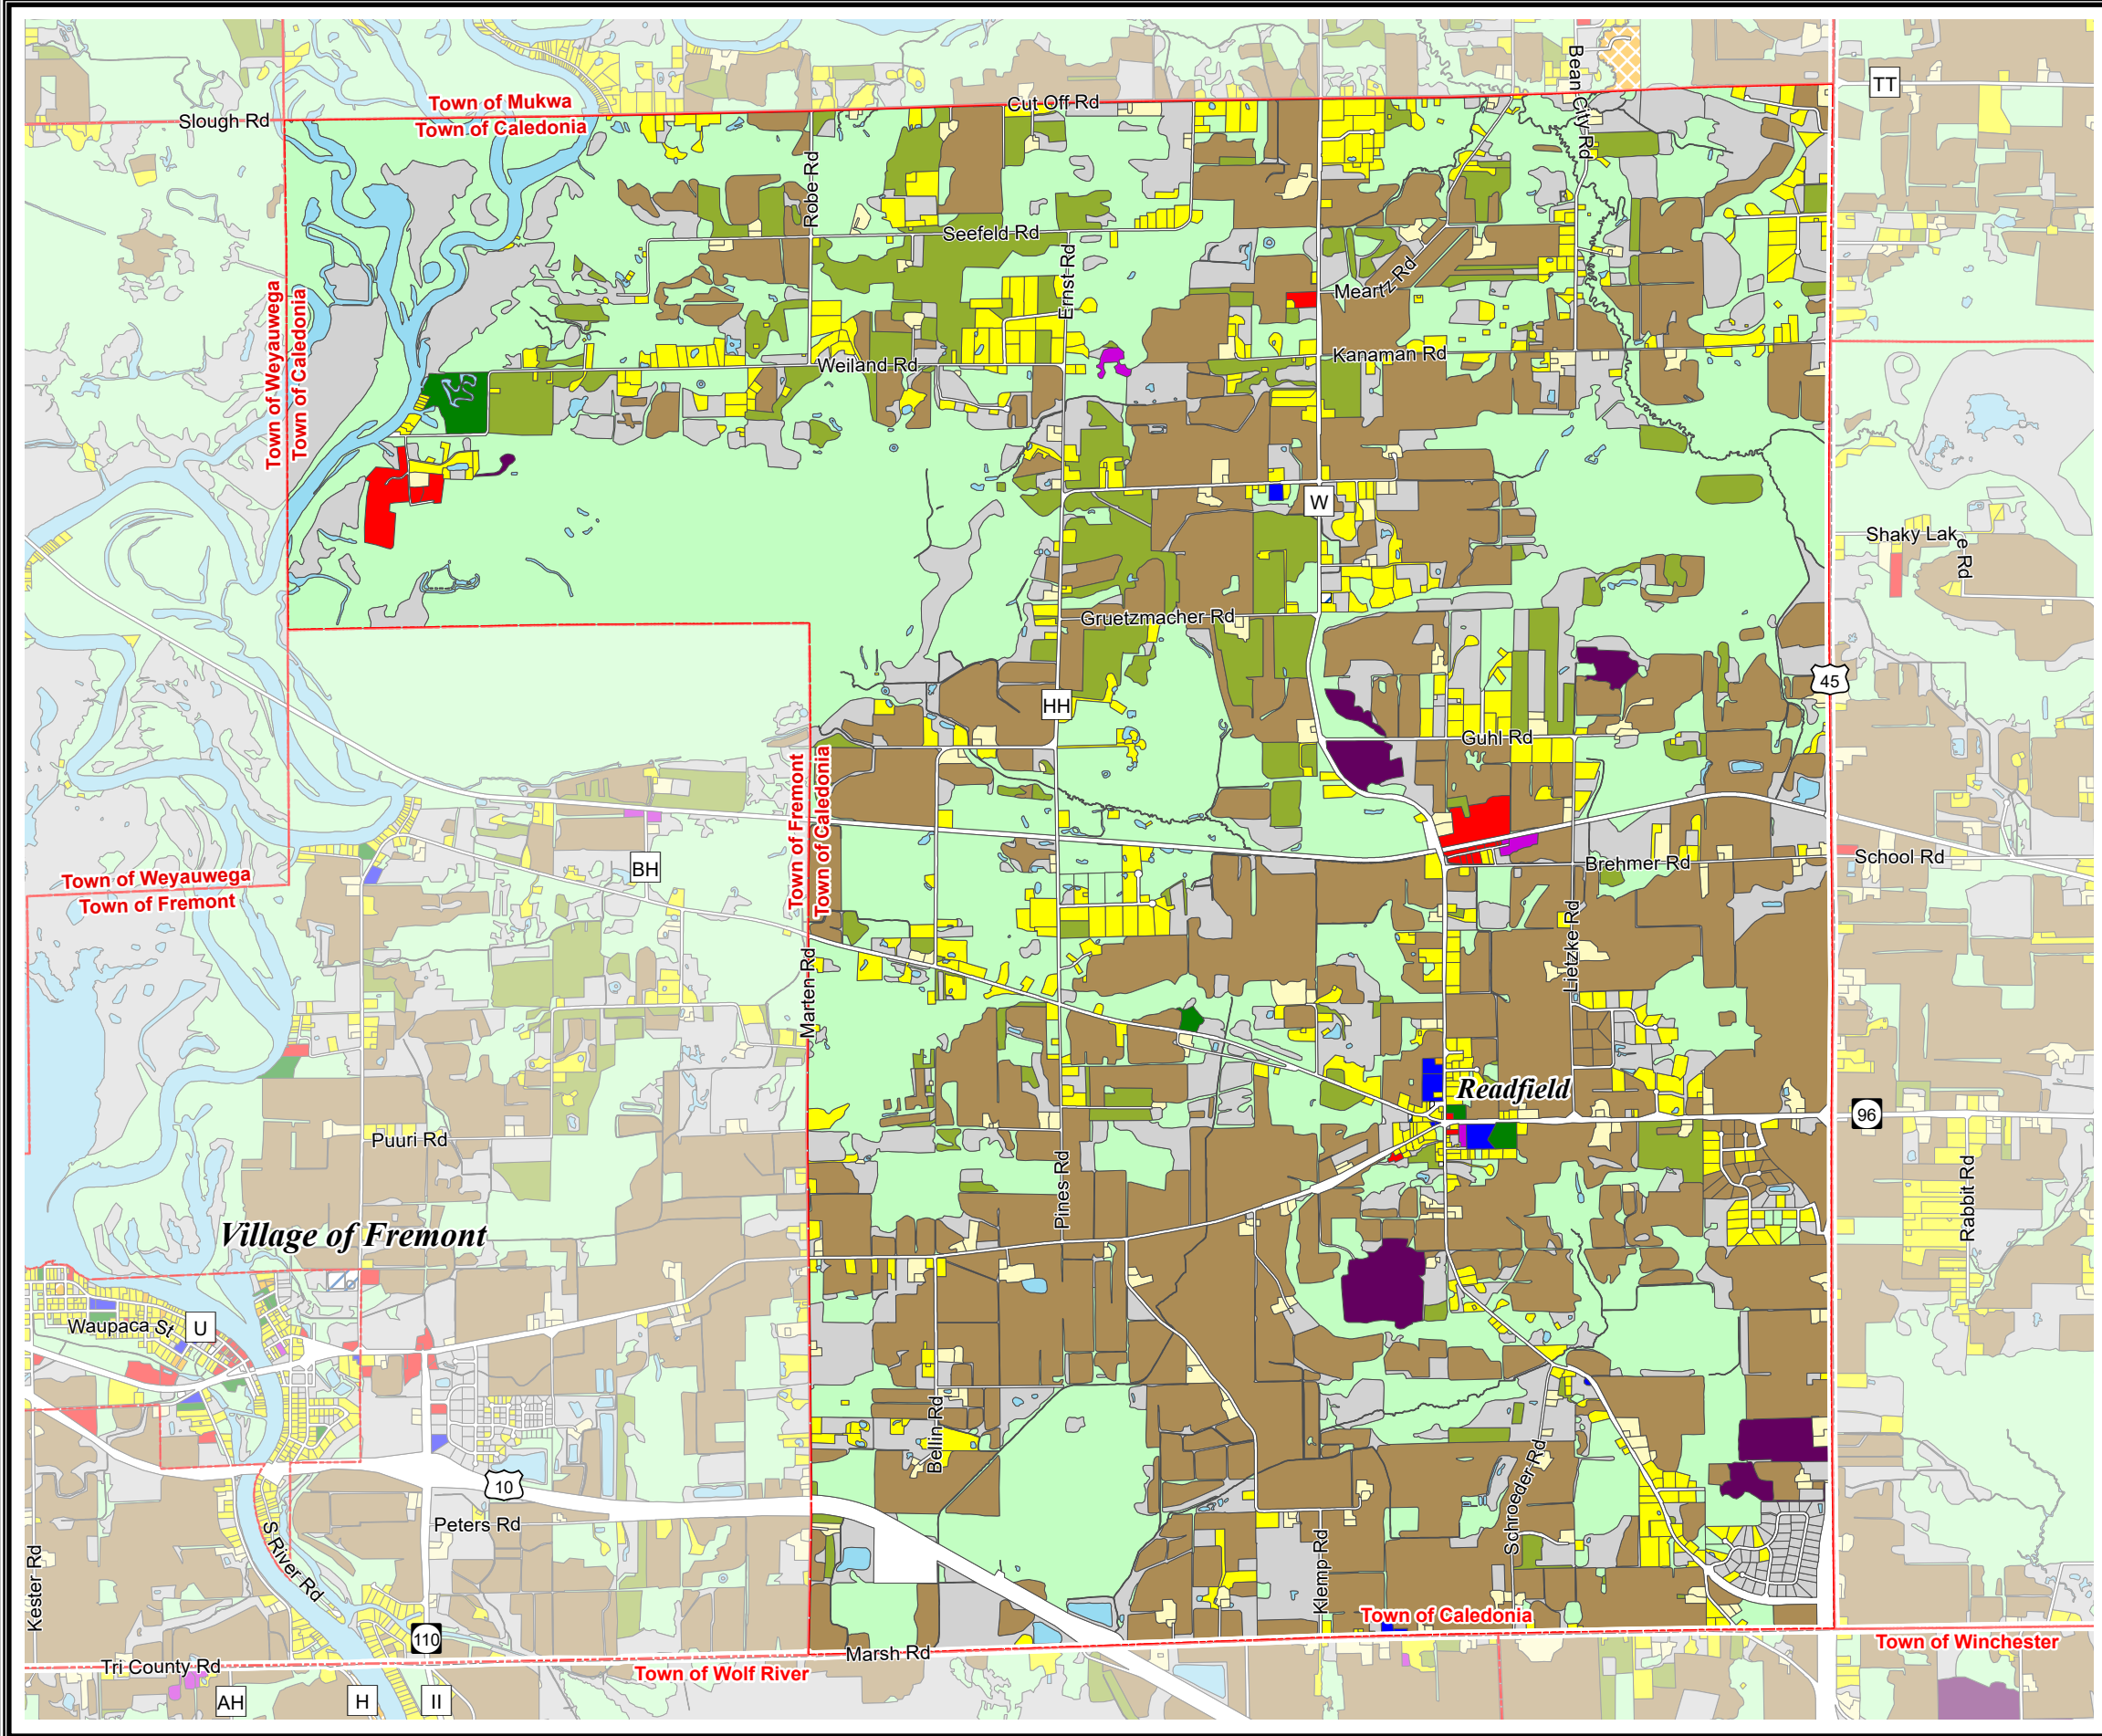 Bean City Rd
TT
Town of Mukwa
Cut Off Rd
Slough Rd
Town of Caledonia
Robe Rd
Seefeld Rd
Ernst Rd
Meartz Rd
Town of Weyauwega
Town of Caledonia
Kanaman Rd
Weiland Rd
W
Shaky Lake Rd
Gruetzmacher Rd
45
HH
Guhl Rd
Town of Fremont
Town of Caledonia
BH
Brehmer Rd
School Rd
Town of Weyauwega
Town of Fremont
Lietzke Rd
Marten Rd
Readfield
96
Puuri Rd
Pines Rd
Rabbit Rd
Village of Fremont
Waupaca St
U
Bellin Rd
10
Schroeder Rd
Peters Rd
S River Rd
Kester Rd
Klemp Rd
Town of Caledonia
110
Marsh Rd
Town of Winchester
Tri County Rd
Town of Wolf River
AH
H
II